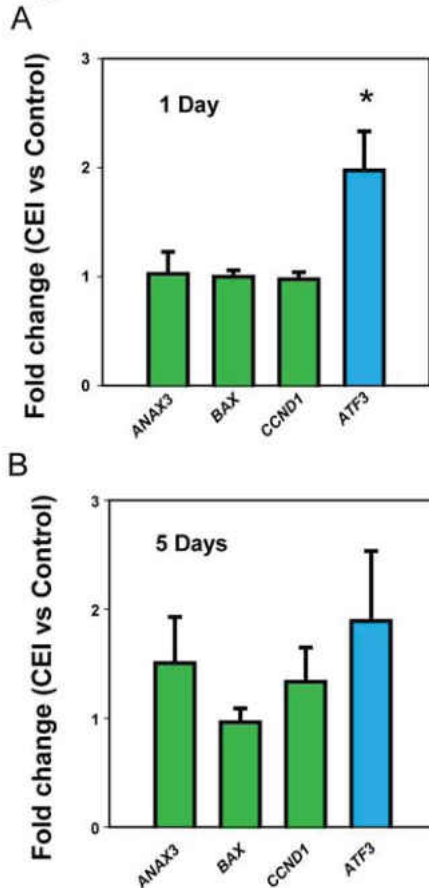 A
Fold change (CEI vs Control)
3
2
1
0
1 Day
*
ANAX3
BAX
CCND1
ATF3
B
Fold change (CEI vs Control)
3
2
1
0
5 Days
ANAX3
BAX
CCND1
ATF3